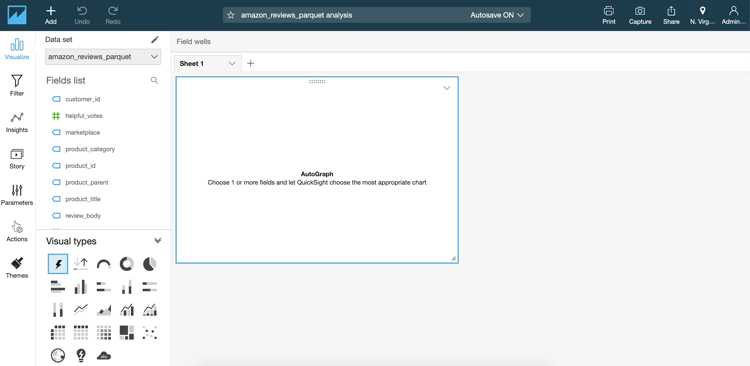 Add
Undo
Redo
amazon_reviews_parquet analysis
Autosave ON
Print
Capture
Share
N. Virg...
Admin...
Visualize
Filter
Insights
Story
Parameters
Actions
Themes
Data set
amazon_reviews_parquet
Fields list
customer_id
helpful_votes
marketplace
product_category
product_id
product_parent
product_title
review_body
Visual types
Field wells
Sheet 1
AutoGraph
Choose 1 or more fields and let QuickSight choose the most appropriate chart